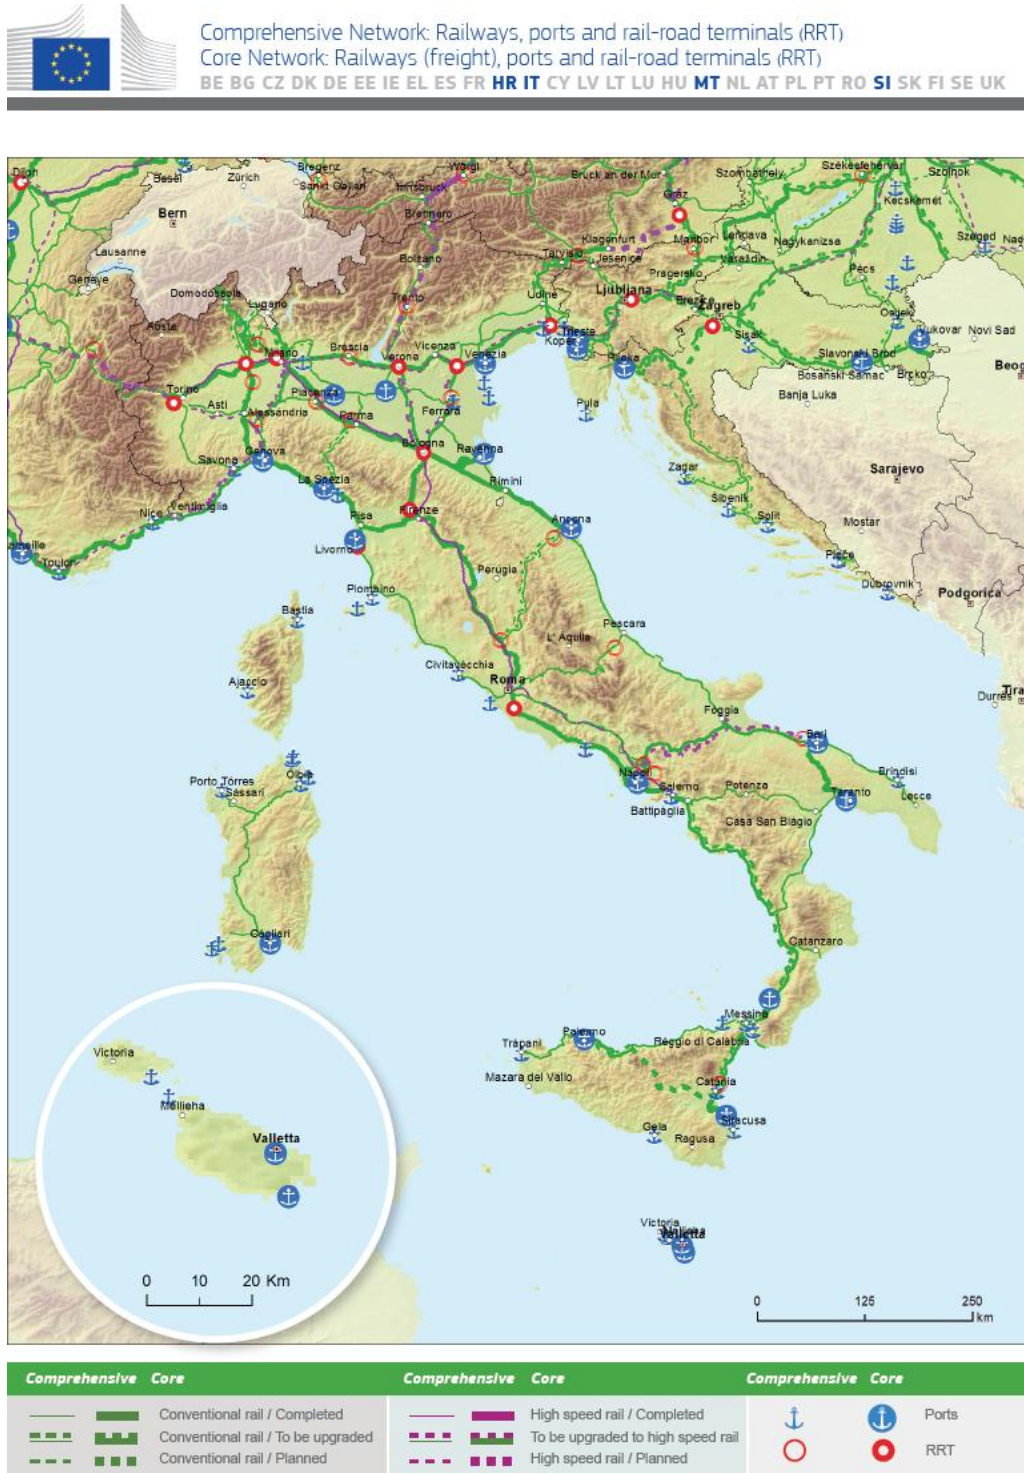 Comprehensive Network: Railways, ports and rail-road terminals (RRT)
Core Network: Railways (freight), ports and rail-road terminals (RRT)
BE BG CZ DK DE EE IE EL ES FR HR IT CY LV LT LU HU MT NL AT PL PT RO SI SK FI SE UK
Dijon
Basel
Zürich
Bregenz
Sankt Gallen
Wörgl
Innsbruck
Bruck an der Mur
Szombathely
Székesfehérvár
Szolnok
Bern
Brennero
Graz
Kecskemét
Lausanne
Bolzano
Klagenfurt
Maribor
Lendava
Nagykanizsa
Szeged
Tarvisio
Jesenice
Varaždin
Genève
Pragersko
Pécs
Domodossola
Lugano
Trento
Udine
Ljubljana
Brezice
Zagreb
Osijek
Aosta
Trieste
Koper
Sisak
Vukovar
Novi Sad
Milano
Brescia
Verona
Vicenza
Venezia
Rijeka
Slavonski Brod
Bosanski Samac
Brčko
Beog
Torino
Asti
Piacenza
Pula
Banja Luka
Alessandria
Parma
Ferrara
Savona
Genova
Bologna
Ravenna
Zadar
Sarajevo
La Spezia
Rimini
Nice
Ventimiglia
Pisa
Firenze
Ancona
Šibenik
Split
Mostar
Toulon
Livorno
Ploče
Perugia
Dubrovnik
Podgorica
Piombino
Bastia
L' Aquila
Pescara
Civitavecchia
Ajaccio
Roma
Tira
Durres
Foggia
Bari
Porto Torres
Olbia
Sassari
Napoli
Salerno
Potenza
Brindisi
Battipaglia
Taranto
Lecce
Casa San Biagio
Cagliari
Catanzaro
Messina
Palermo
Reggio di Calabria
Trapani
Victoria
Mazara del Vallo
Catania
Mellieha
Gela
Siracusa
Valletta
Ragusa
Victoria
Mellieha
Valletta
0 10 20 Km
0 125 250
km
Comprehensive Core Comprehensive Core Comprehensive Core
Conventional rail / Completed High speed rail / Completed Ports
Conventional rail / To be upgraded To be upgraded to high speed rail
Conventional rail / Planned High speed rail / Planned RRT